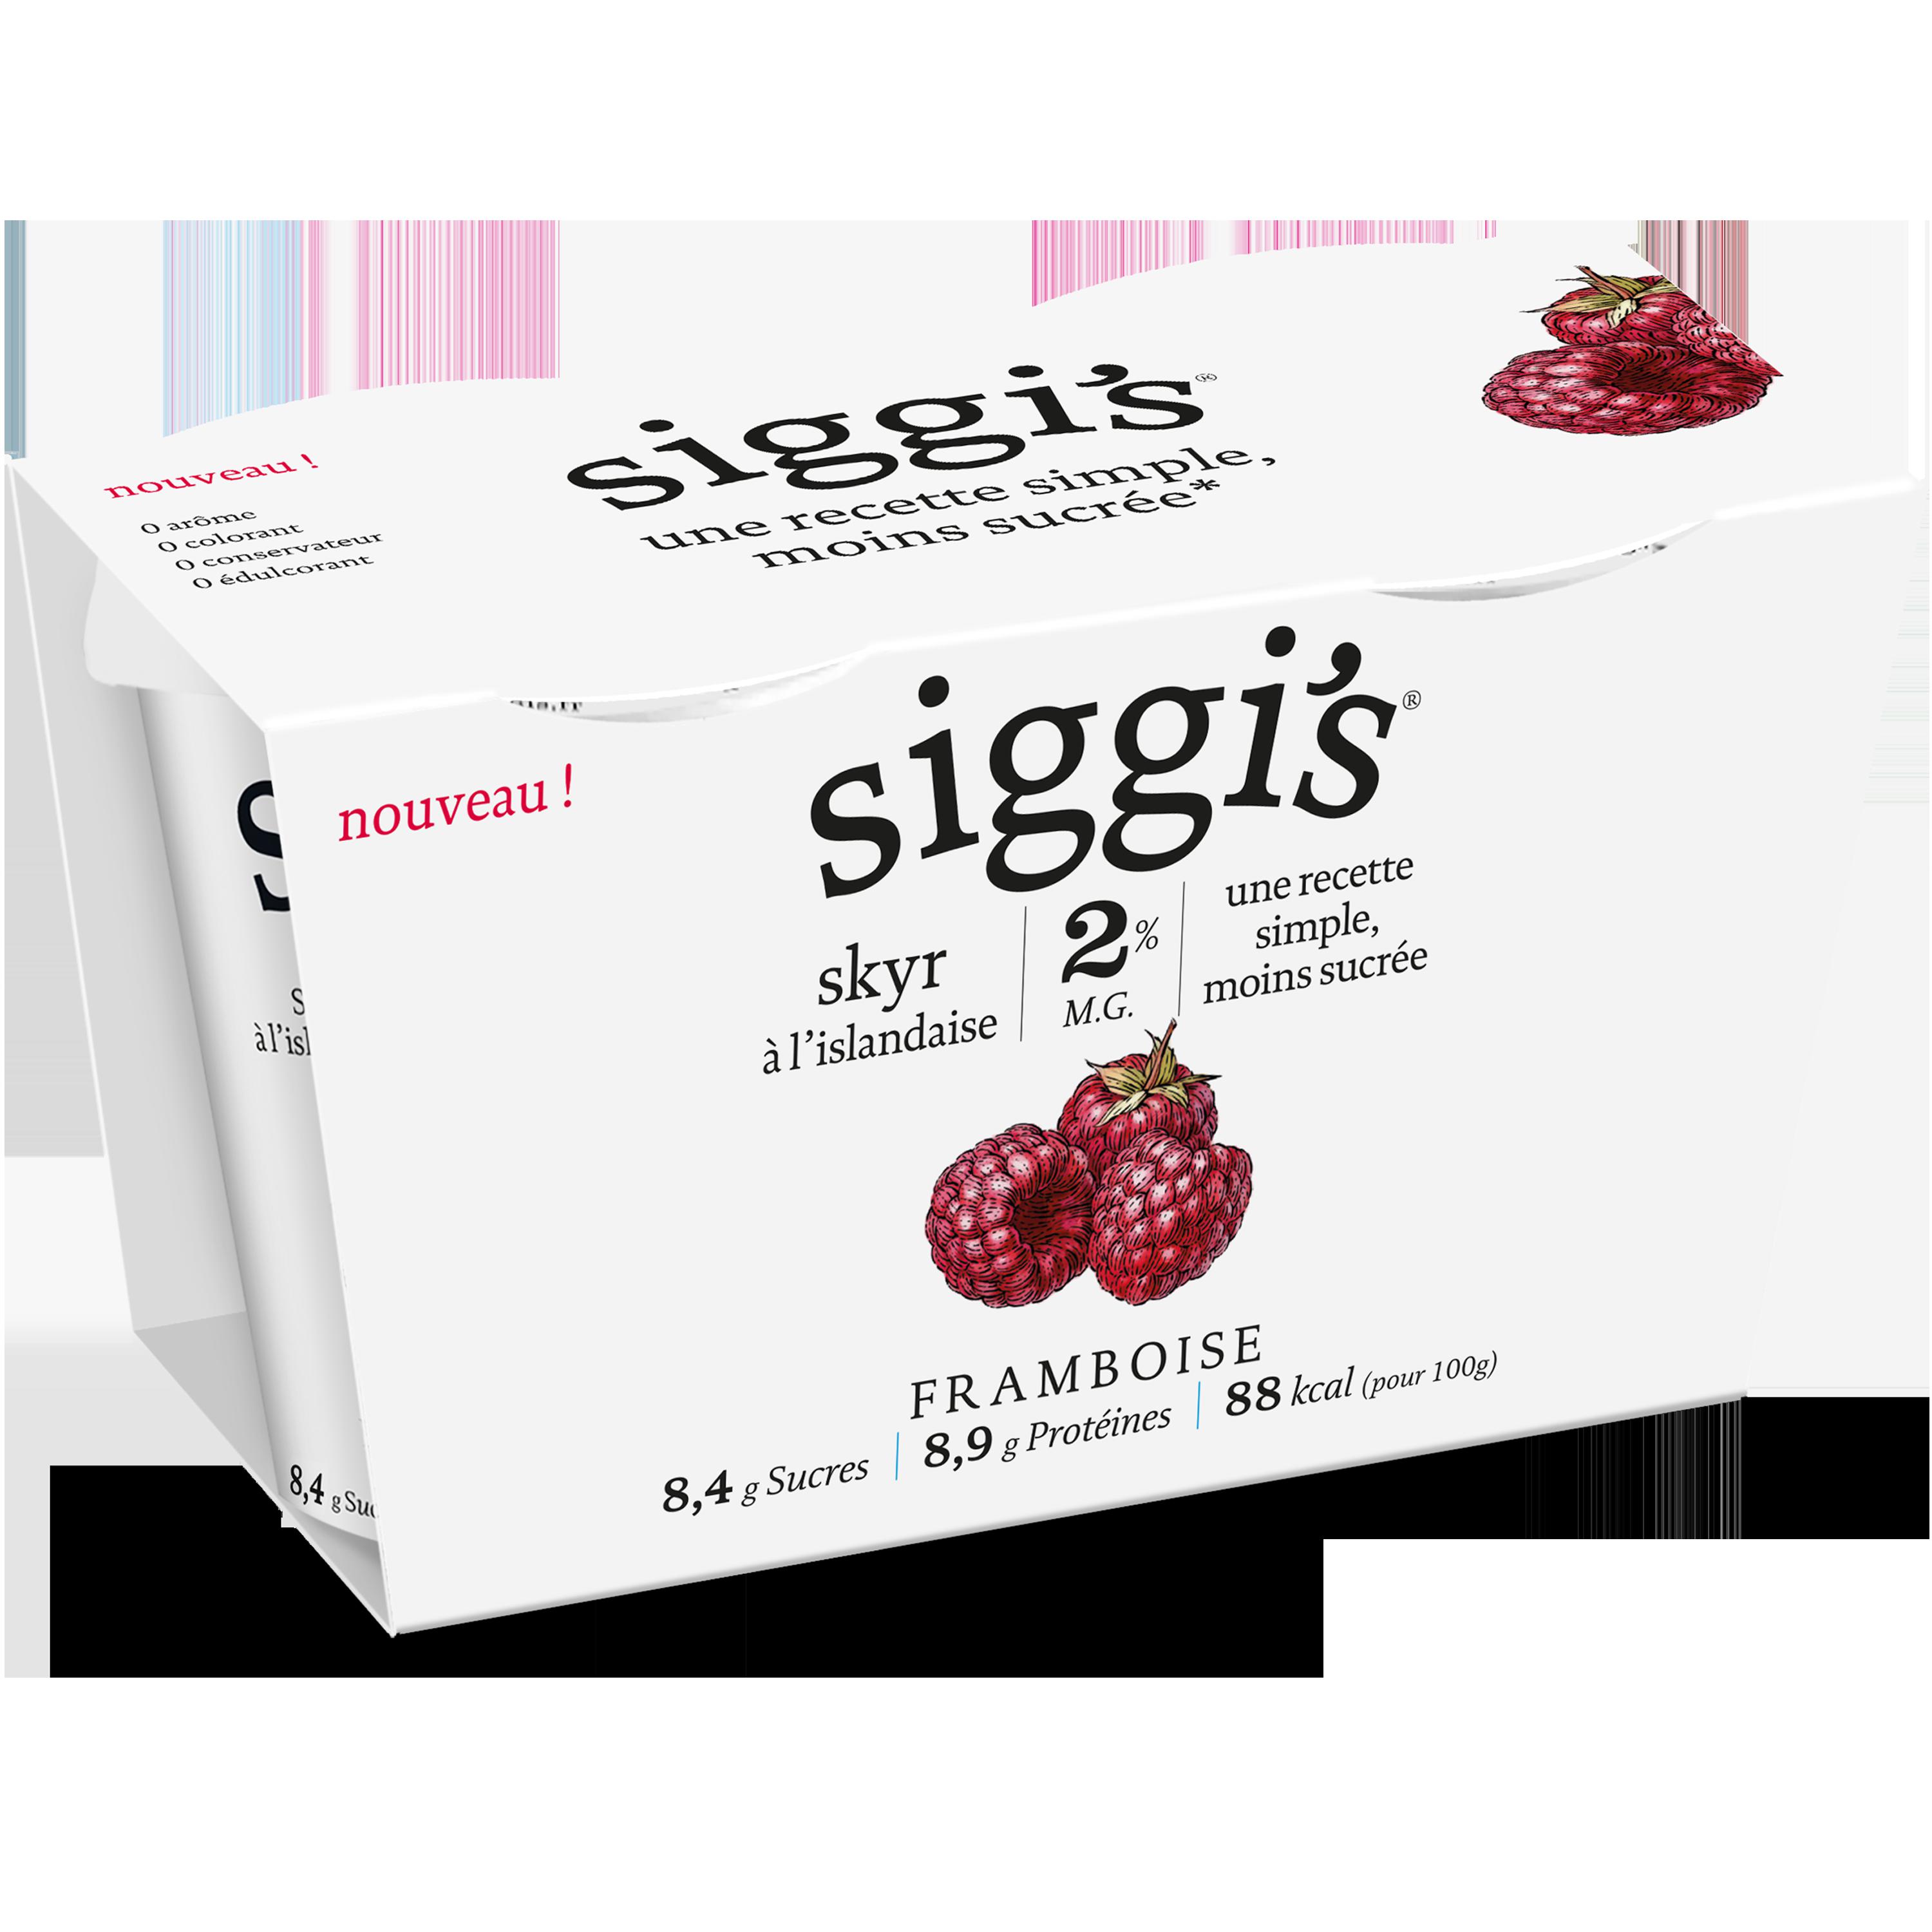 siggi's®
une recette simple,
moins sucrée*
nouveau !
0 arôme
0 colorant
0 conservateur
0 édulcorant
nouveau !
siggi's®
skyr
à l'islandaise
2%
M.G.
une recette
simple,
moins sucrée
FRAMBOISE
8,4 g Sucres | 8,9 g Protéines | 88 kcal (pour 100g)
à l'isl
8,4 g Suc